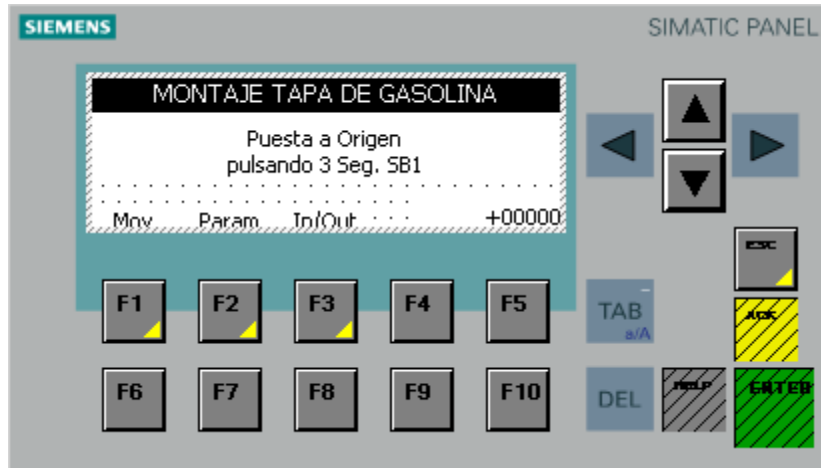 SIEMENS SIMATIC PANEL
MONTAJE TAPA DE GASOLINA
Puesta a Origen
pulsando 3 Seg. SB1
Mov Param In/Out +00000
ESC
F1 F2 F3 F4 F5 TAB ACK
a/A
F6 F7 F8 F9 F10 DEL HELP ENTER